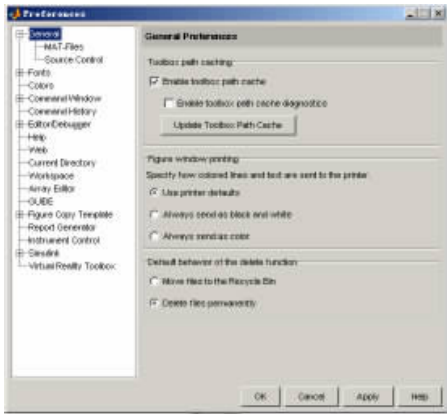 Preferences
General
MAT-Files
Source Control
Fonts
Colors
Command Window
Command History
Editor/Debugger
Help
Web
Current Directory
Workspace
Array Editor
GUIDE
Figure Copy Template
Report Generator
Instrument Control
Simulink
Virtual Reality Toolbox
General Preferences
Toolbox path caching
Enable toolbox path cache
Enable toolbox path cache diagnostics
Update Toolbox Path Cache
Figure window printing
Specify how colored lines and text are sent to the printer.
Use printer defaults
Always send as black and white
Always send as color
Default behavior of the delete function
Move files to the Recycle Bin
Delete files permanently
OK
Cancel
Apply
Help